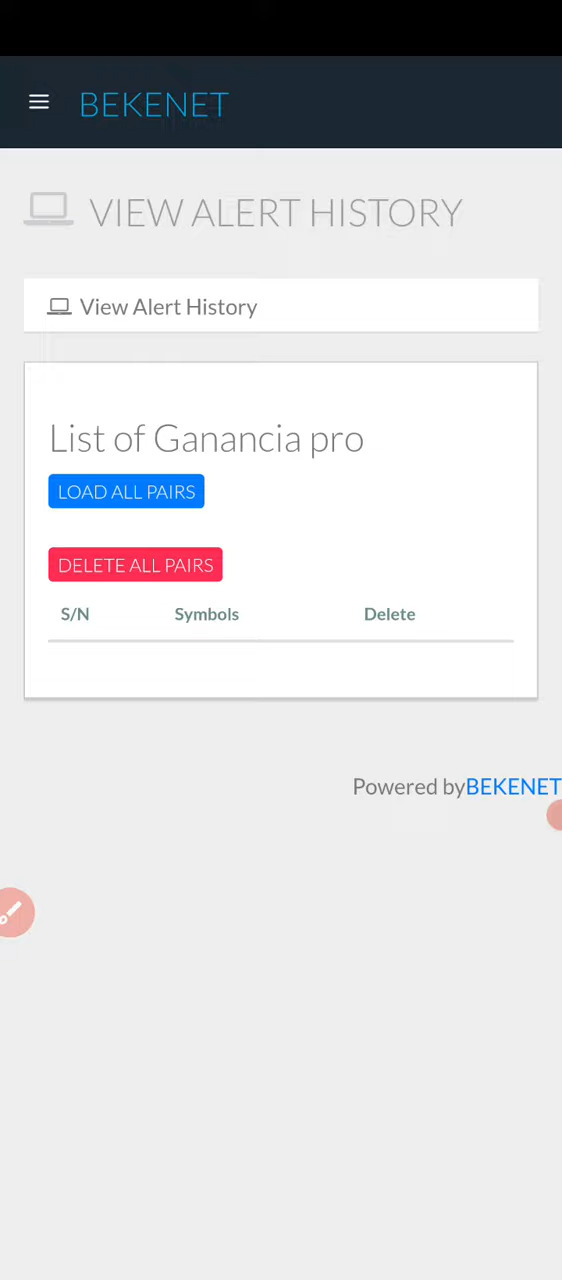 BEKENET
VIEW ALERT HISTORY
View Alert History
List of Ganancia pro
LOAD ALL PAIRS
DELETE ALL PAIRS
S/N Symbols Delete
Powered byBEKENET